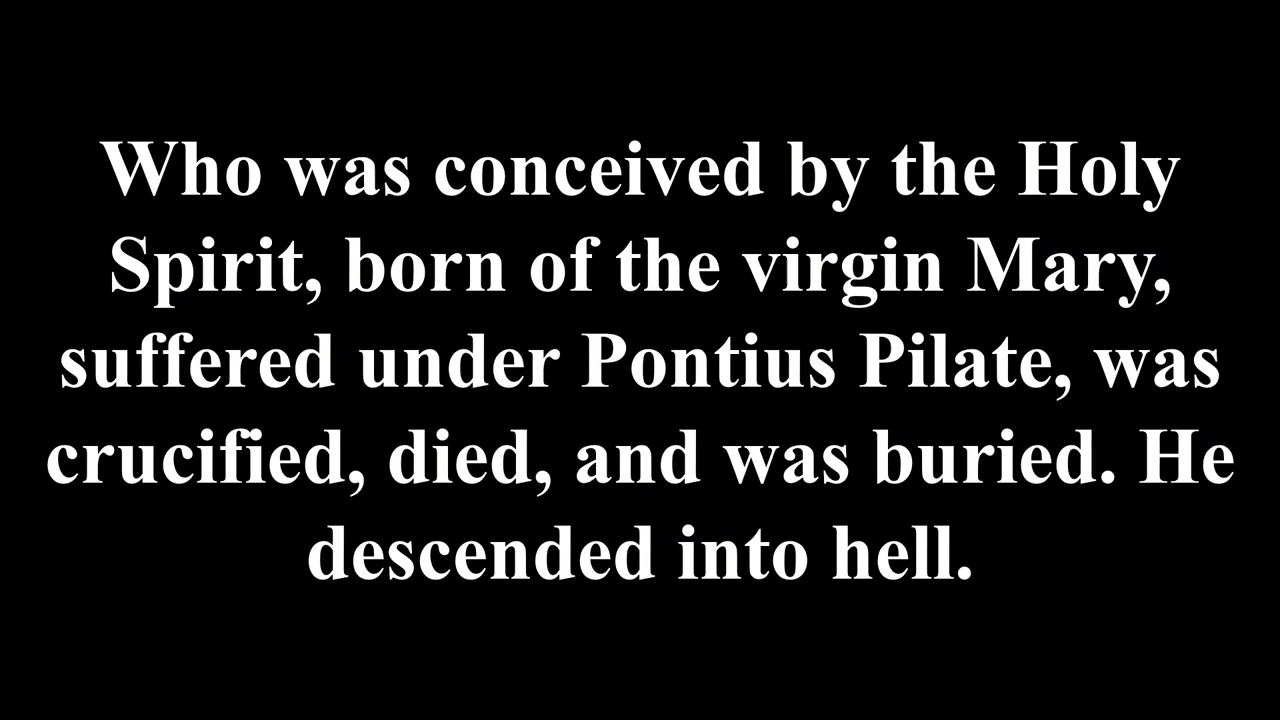 Who was conceived by the Holy
Spirit, born of the virgin Mary,
suffered under Pontius Pilate, was
crucified, died, and was buried. He
descended into hell.